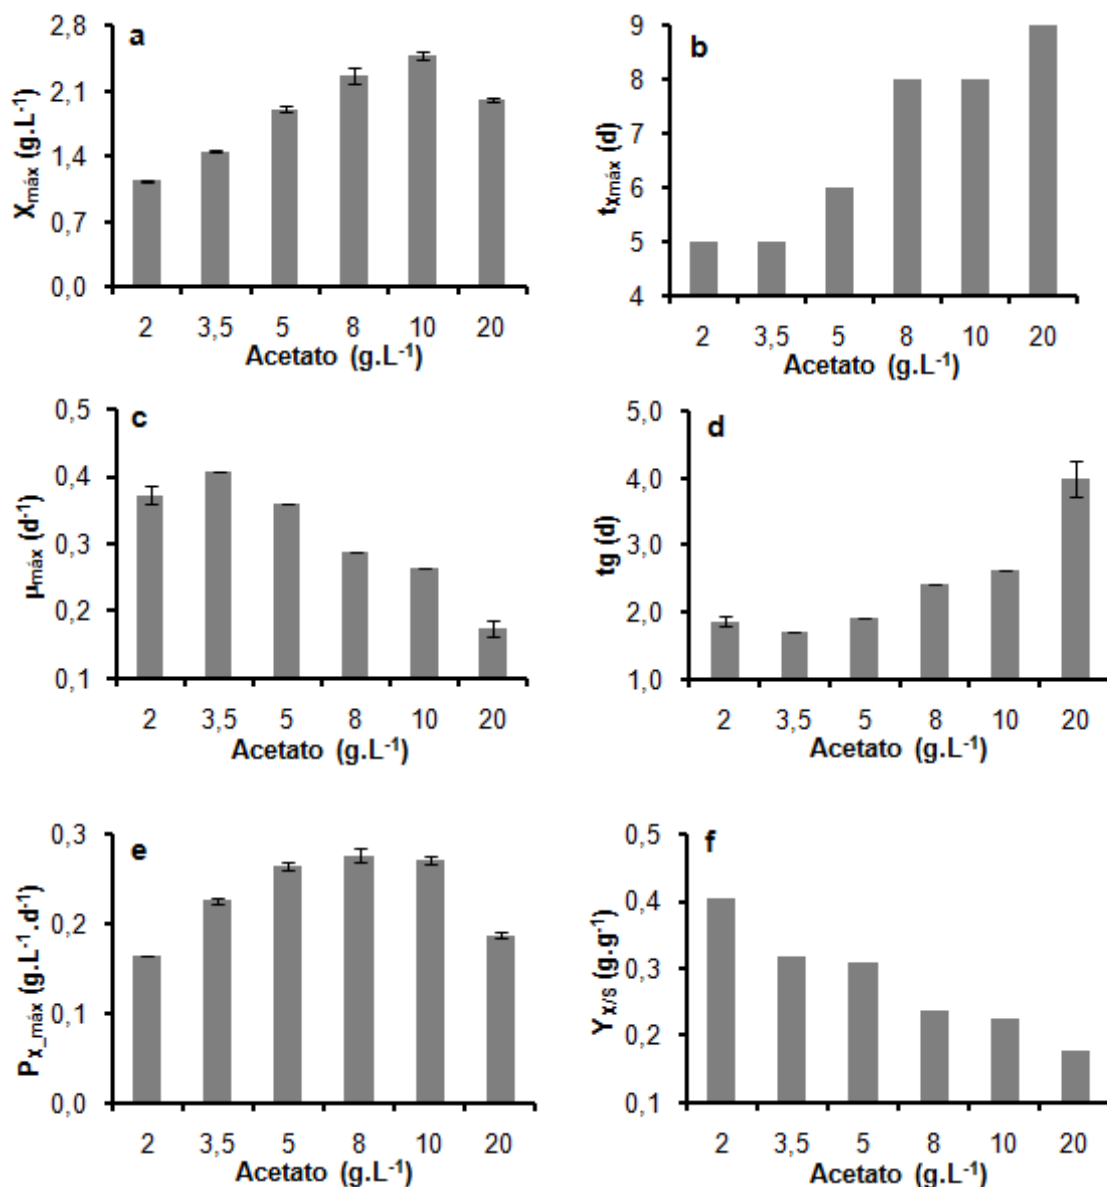 a
X_máx (g.L⁻¹)
2,8
2,1
1,4
0,7
0,0
2 3,5 5 8 10 20
Acetato (g.L⁻¹)
b
t_xmáx (d)
9
8
7
6
5
4
2 3,5 5 8 10 20
Acetato (g.L⁻¹)
c
µ_máx (d⁻¹)
0,5
0,4
0,3
0,2
0,1
2 3,5 5 8 10 20
Acetato (g.L⁻¹)
d
tg (d)
5,0
4,0
3,0
2,0
1,0
2 3,5 5 8 10 20
Acetato (g.L⁻¹)
e
P_X_máx (g.L⁻¹.d⁻¹)
0,3
0,2
0,1
0,0
2 3,5 5 8 10 20
Acetato (g.L⁻¹)
f
Y_X/S (g.g⁻¹)
0,5
0,4
0,3
0,2
0,1
2 3,5 5 8 10 20
Acetato (g.L⁻¹)